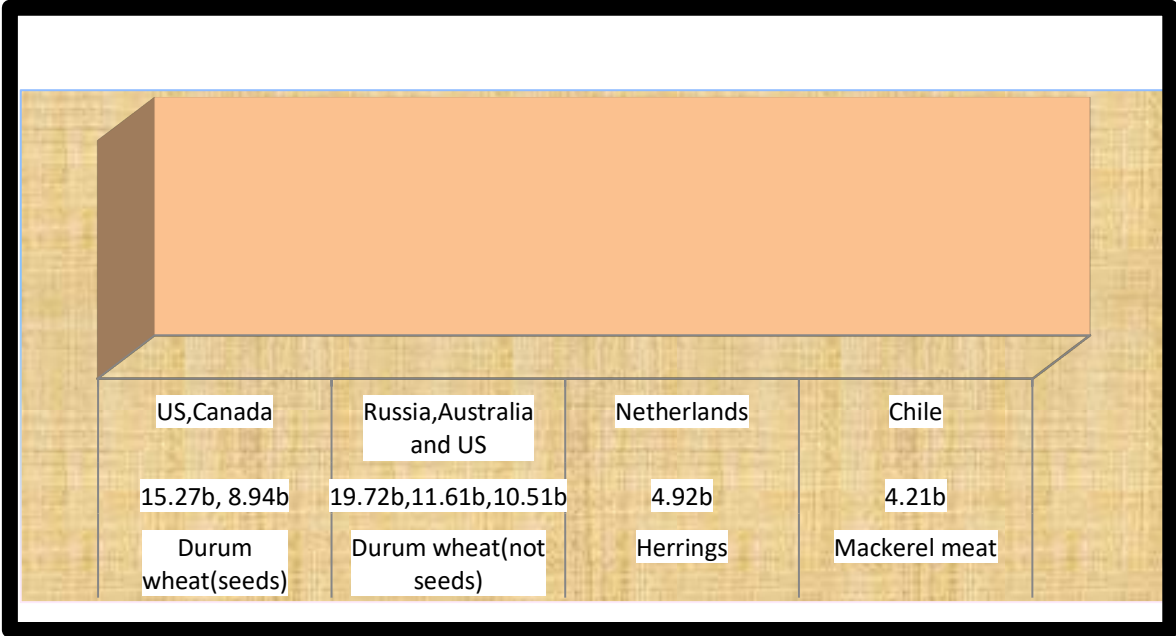 US,Canada
Russia,Australia
and US
Netherlands
Chile
15.27b, 8.94b
19.72b,11.61b,10.51b
4.92b
4.21b
Durum
wheat(seeds)
Durum wheat(not
seeds)
Herrings
Mackerel meat